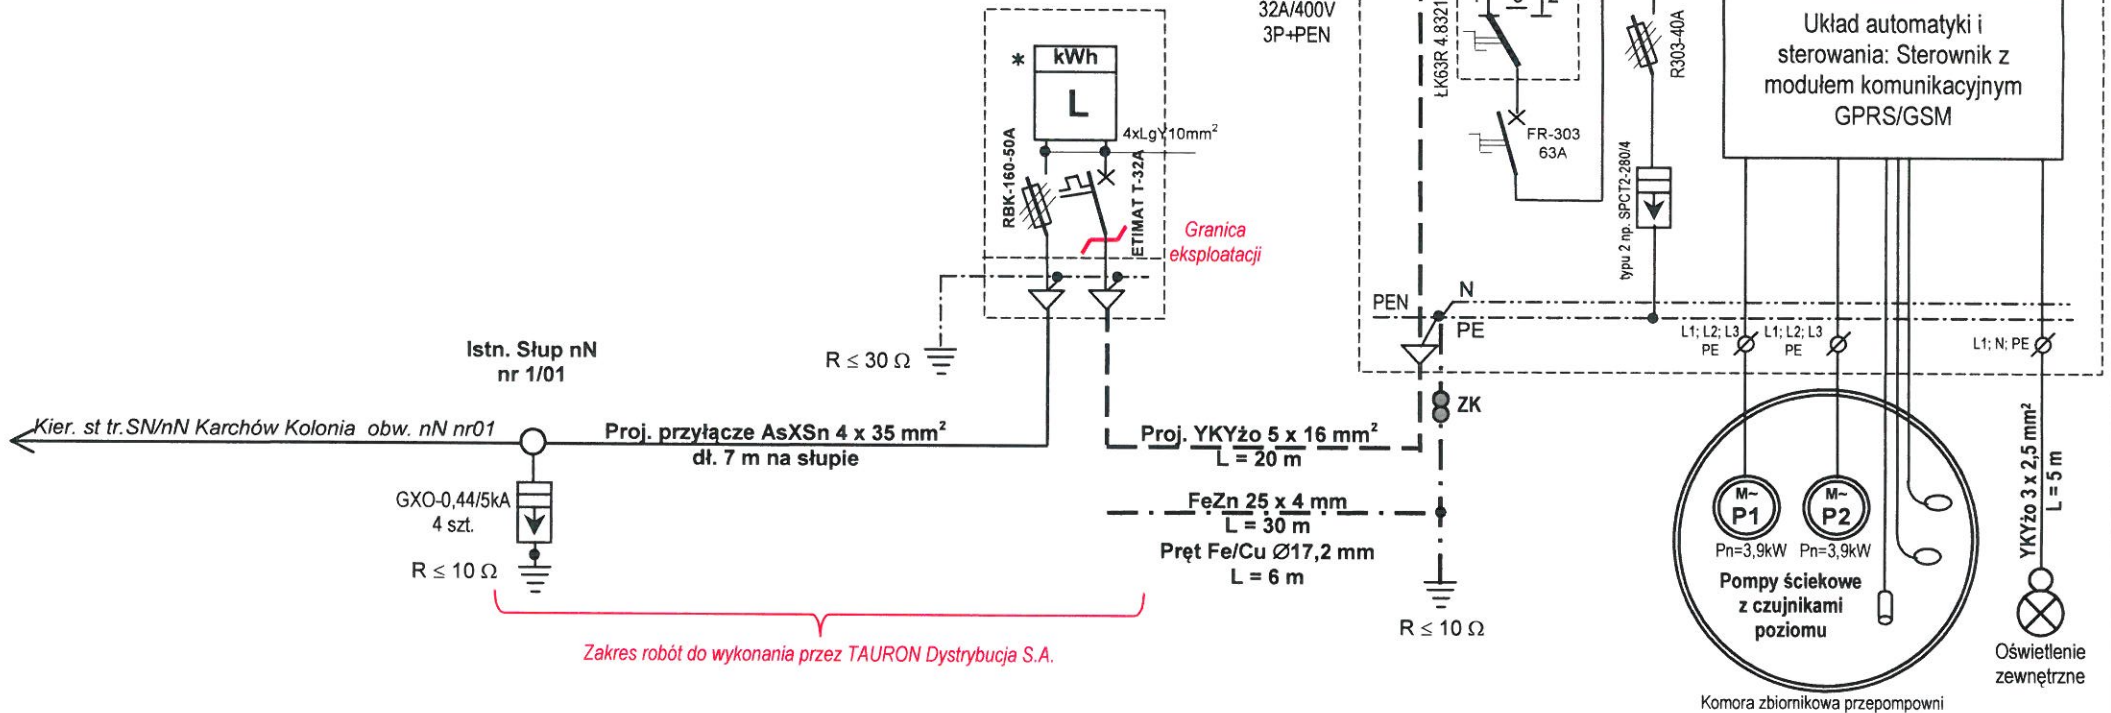 32A/400V
3P+PEN
ŁK63R 4.8321
R303-40A
Układ automatyki i
sterowania: Sterownik z
modułem komunikacyjnym
GPRS/GSM
* kWh
L
4xLgY10mm²
RBK-160-50A
ETIMAT T-32A
FR-303
63A
typu 2 np. SPCT2-280/4
Granica
eksploatacji
PEN
N
PE
L1; L2; L3
PE
L1; L2; L3
PE
L1; N; PE
Istn. Słup nN
nr 1/01
R ≤ 30 Ω
ZK
Kier. st tr.SN/nN Karchów Kolonia obw. nN nr01
Proj. przyłącze AsXSn 4 x 35 mm²
dł. 7 m na słupie
Proj. YKYżo 5 x 16 mm²
L = 20 m
GXO-0,44/5kA
4 szt.
R ≤ 10 Ω
FeZn 25 x 4 mm
L = 30 m
Pręt Fe/Cu Ø17,2 mm
L = 6 m
R ≤ 10 Ω
M~
P1
M~
P2
Pn=3,9kW
Pn=3,9kW
Pompy ściekowe
z czujnikami
poziomu
YKYżo 3 x 2,5 mm²
L = 5 m
Oświetlenie
zewnętrzne
Zakres robót do wykonania przez TAURON Dystrybucja S.A.
Komora zbiornikowa przepompowni